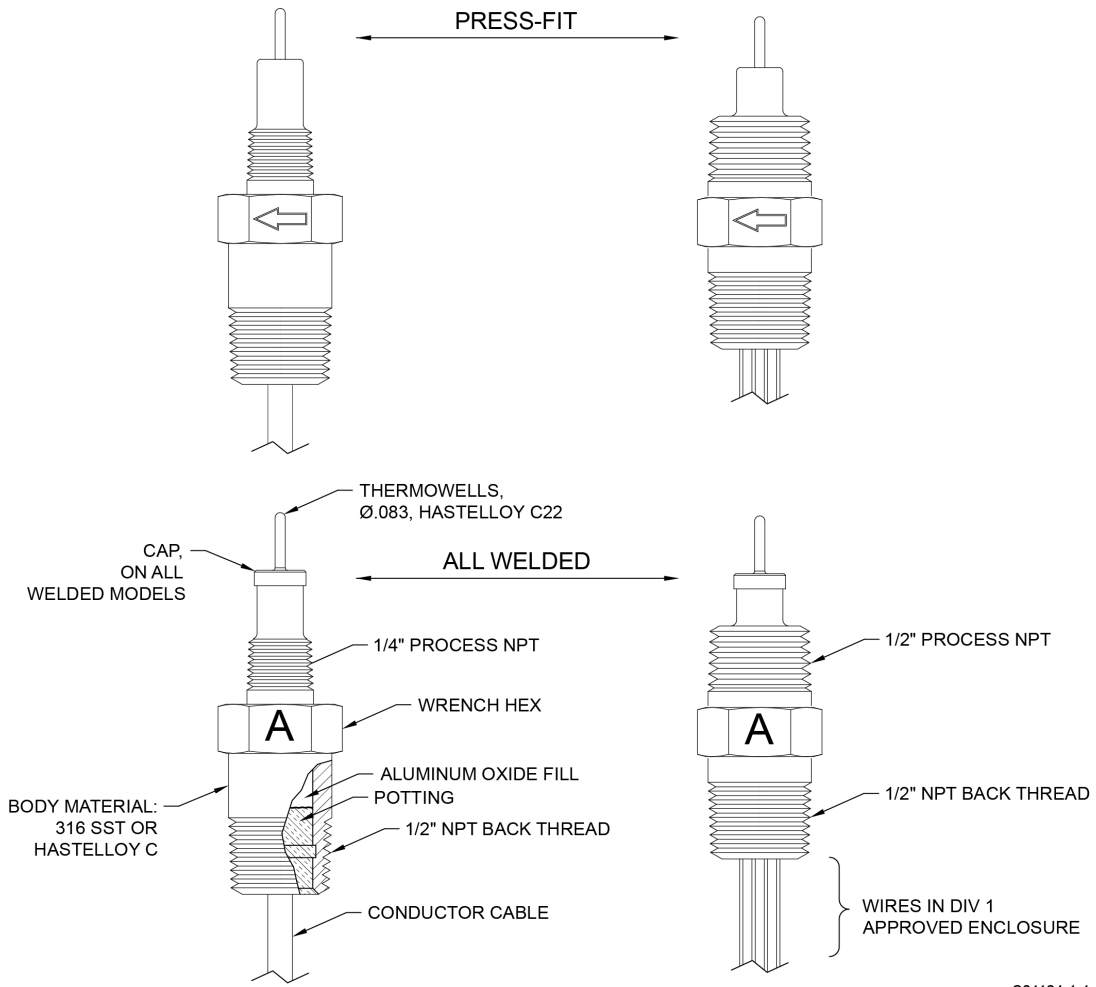 PRESS-FIT
THERMOWELLS,
Ø.083, HASTELLOY C22
CAP,
ON ALL
WELDED MODELS
ALL WELDED
1/4" PROCESS NPT
1/2" PROCESS NPT
WRENCH HEX
A
A
ALUMINUM OXIDE FILL
POTTING
BODY MATERIAL:
316 SST OR
HASTELLOY C
1/2" NPT BACK THREAD
1/2" NPT BACK THREAD
CONDUCTOR CABLE
WIRES IN DIV 1
APPROVED ENCLOSURE